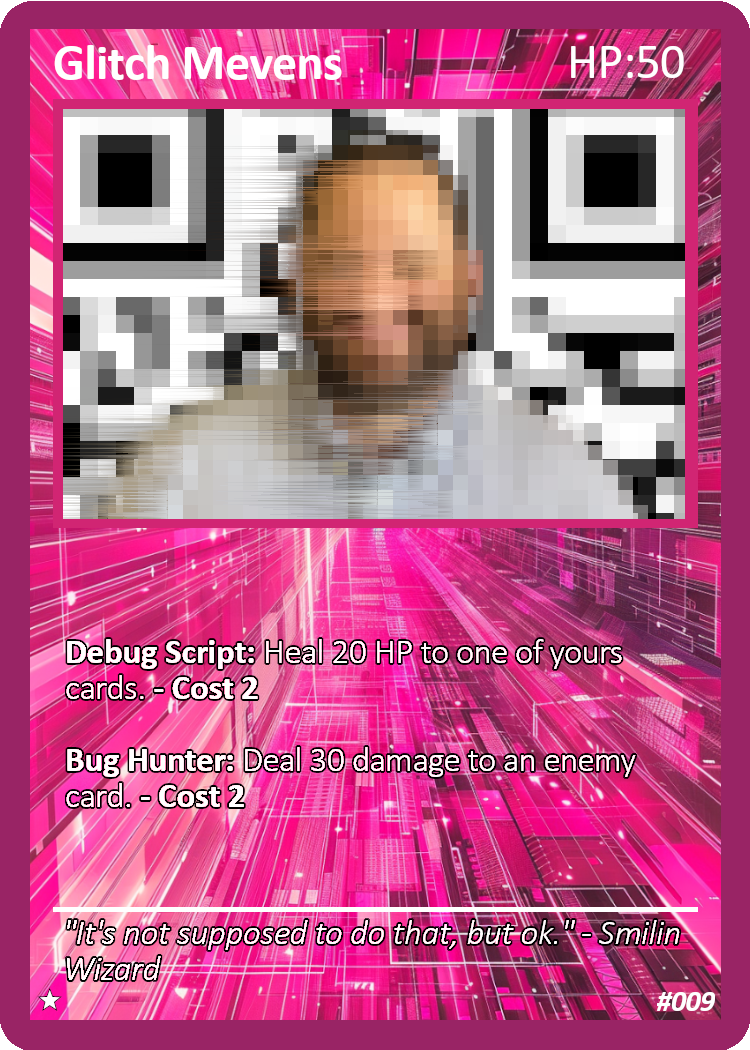 Glitch Mevens HP:50
Debug Script: Heal 20 HP to one of yours
cards. - Cost 2
Bug Hunter: Deal 30 damage to an enemy
card. - Cost 2
"It's not supposed to do that, but ok." - Smilin
Wizard
#009